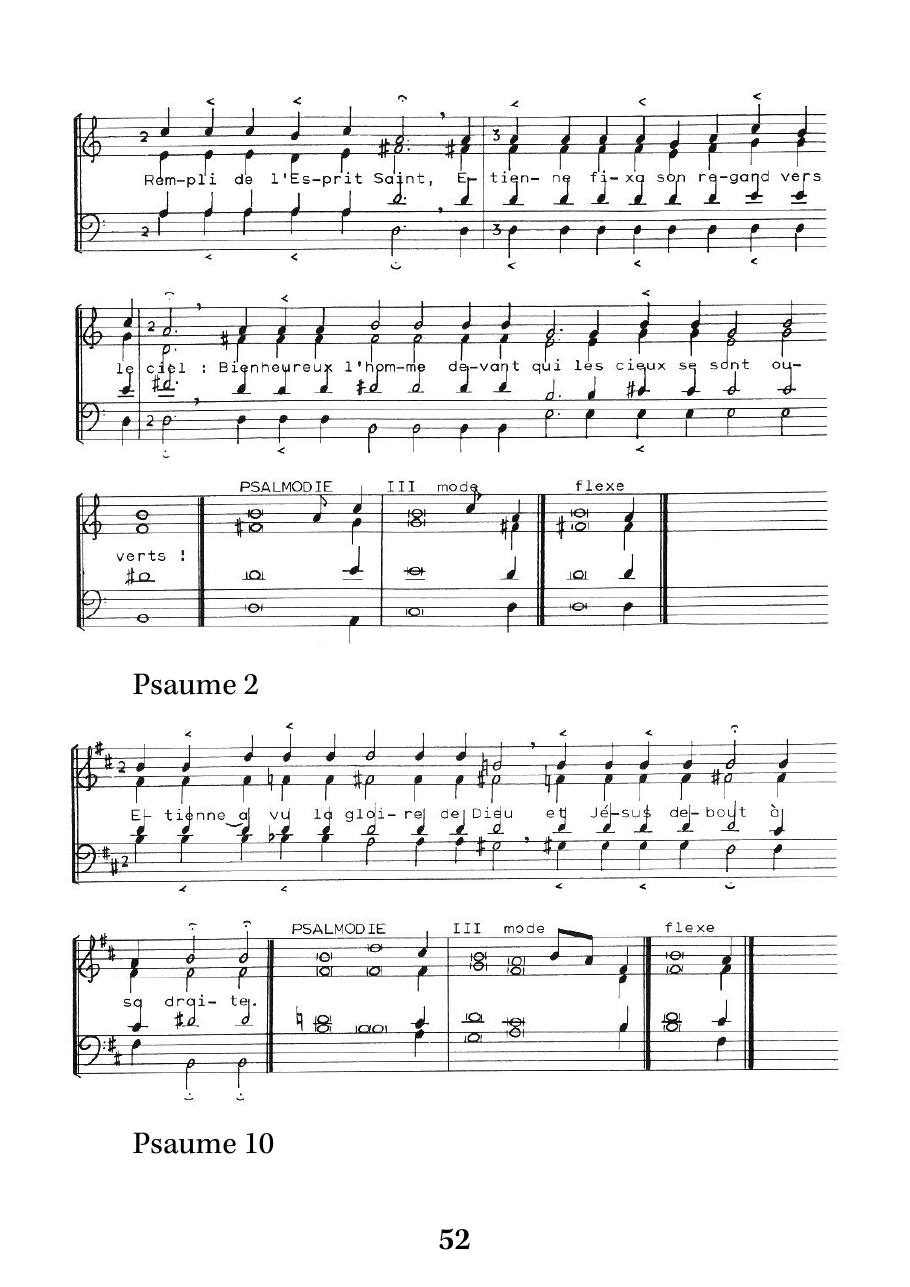 Rem-pli de l'Es-prit Saint, E-tien-ne fi-xa son re-gard vers
le ciel : Bienheureux l'hom-me de-vant qui les cieux se sont ou-
PSALMODIE III mode flexe
verts !
Psaume 2
E-tienne a vu la gloi-re de Dieu et Jé-sus de-bout à
PSALMODIE III mode flexe
sa droi-te.
Psaume 10
52